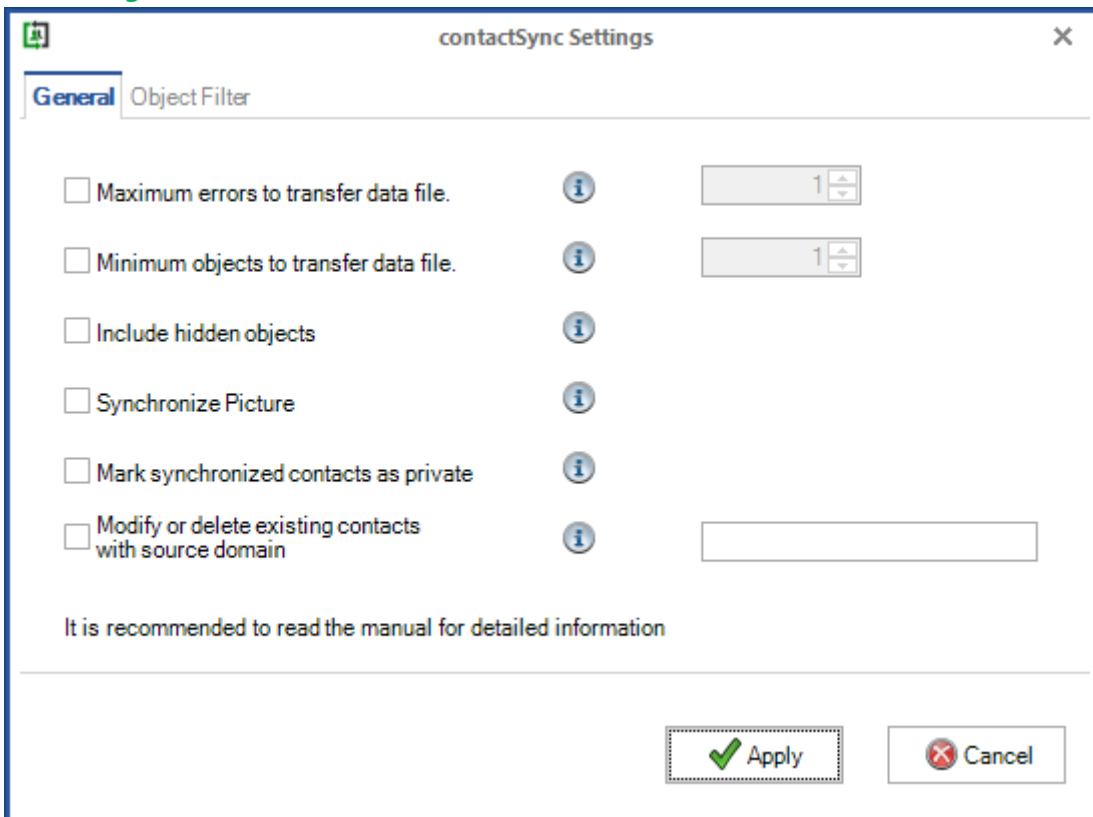 contactSync Settings
General Object Filter
Maximum errors to transfer data file. 1
Minimum objects to transfer data file. 1
Include hidden objects
Synchronize Picture
Mark synchronized contacts as private
Modify or delete existing contacts
with source domain
It is recommended to read the manual for detailed information
Apply Cancel